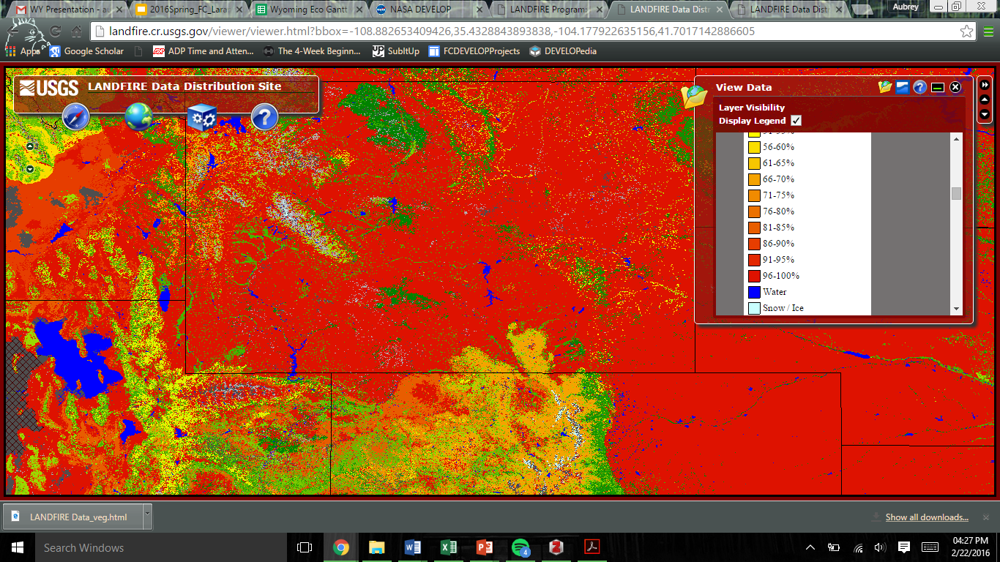 WY Presentation - au
2016Spring_FC_Lara
Wyoming Eco Gantt
NASA DEVELOP
LANDFIRE Program
LANDFIRE Data Distr
LANDFIRE Data Distr
Aubrey
landfire.cr.usgs.gov/viewer/viewer.html?bbox=-108.882653409426,35.4328843893838,-104.177922635156,41.7017142886605
Apps
Google Scholar
ADP Time and Atten...
The 4-Week Beginn...
SubItUp
FCDEVELOPProjects
DEVELOPedia
USGS
LANDFIRE Data Distribution Site
View Data
Layer Visibility
Display Legend
51-55%
56-60%
61-65%
66-70%
71-75%
76-80%
81-85%
86-90%
91-95%
96-100%
Water
Snow / Ice
LANDFIRE Data_veg.html
Show all downloads...
Search Windows
04:27 PM
2/22/2016